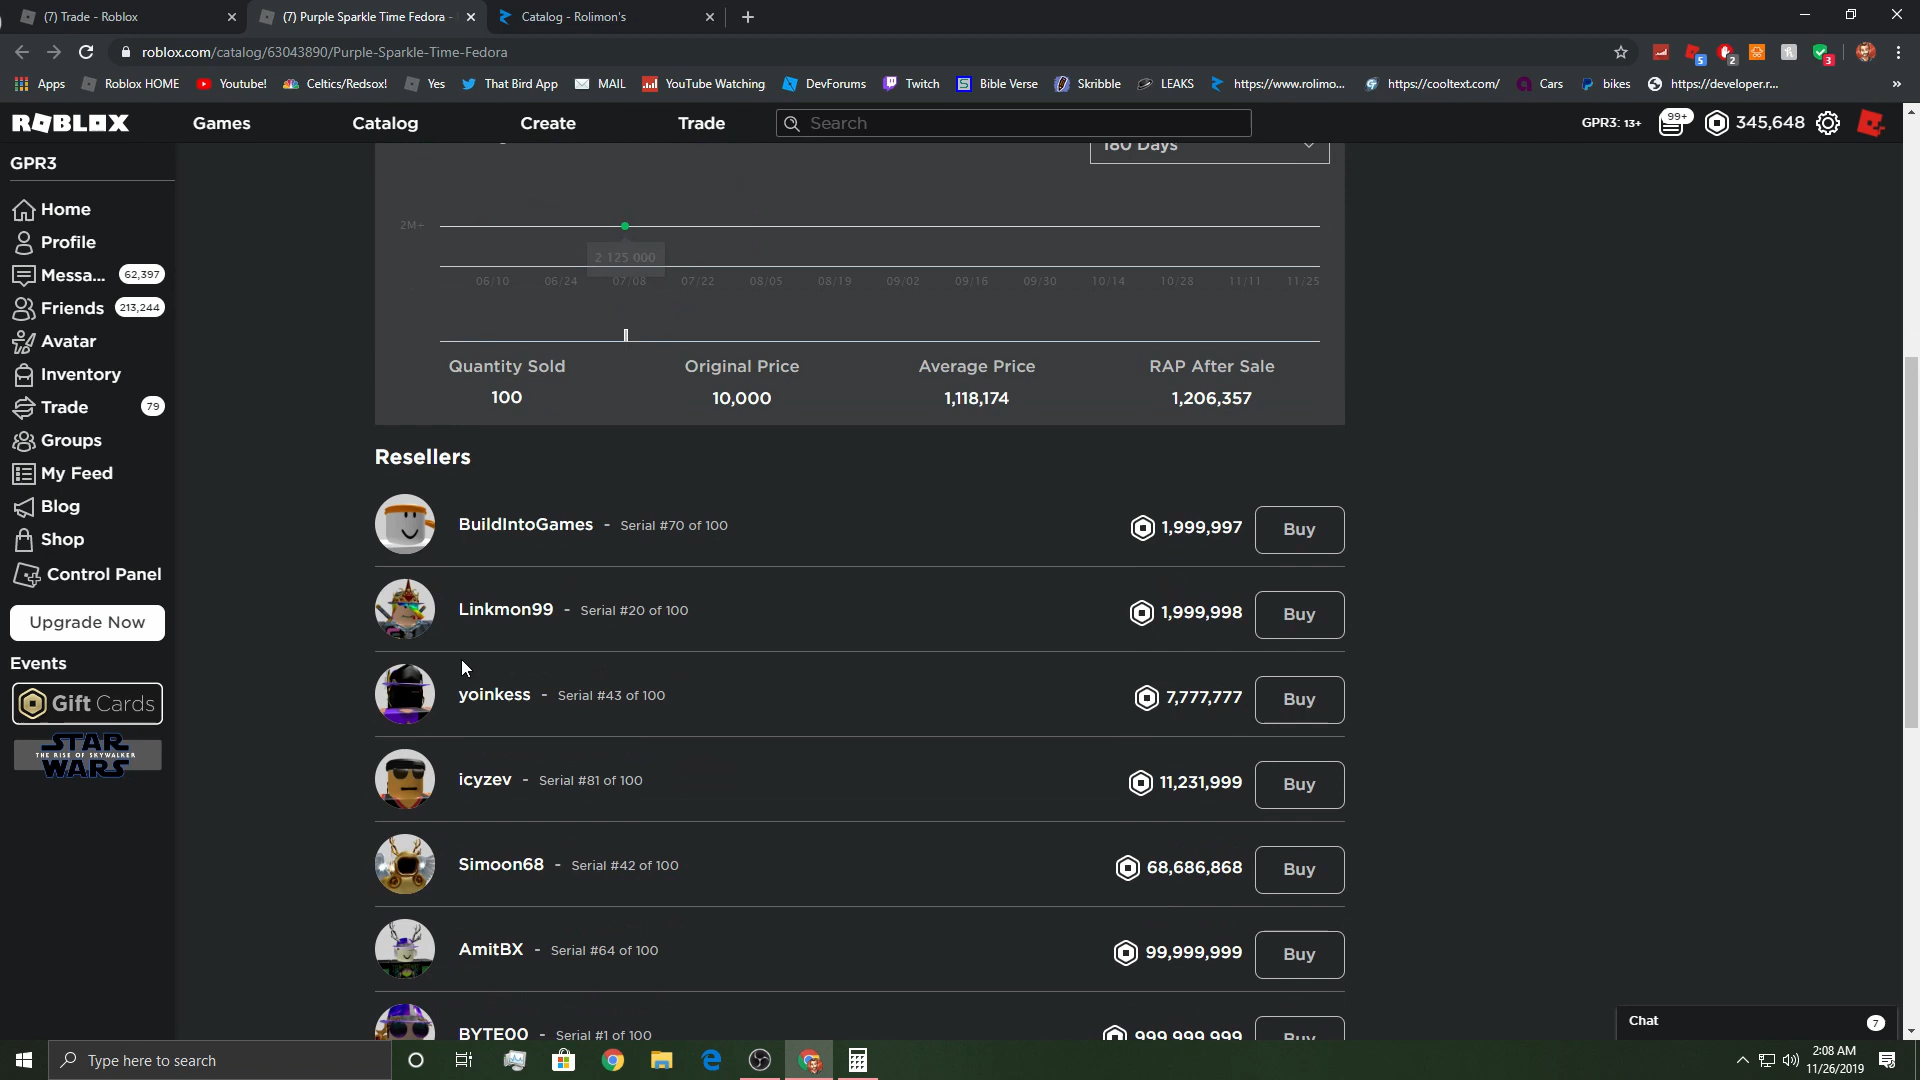 (7) Trade - Roblox
(7) Purple Sparkle Time Fedora -
Catalog - Rolimon's
roblox.com/catalog/63043890/Purple-Sparkle-Time-Fedora
5
2
3
Apps
Roblox HOME
Youtube!
Celtics/Redsox!
Yes
That Bird App
MAIL
YouTube Watching
DevForums
Twitch
Bible Verse
Skribble
LEAKS
https://www.rolimo...
https://cooltext.com/
Cars
bikes
https://developer.r...
ROBLOX
Games
Catalog
Create
Trade
Search
GPR3: 13+
99+
345,648
GPR3
Home
Profile
Messa... 62,397
Friends 213,244
Avatar
Inventory
Trade 79
Groups
My Feed
Blog
Shop
Control Panel
Upgrade Now
Events
Gift Cards
STAR
THE RISE OF SKYWALKER
WARS
180 Days
2M+
2 125 000
06/10 06/24 07/08 07/22 08/05 08/19 09/02 09/16 09/30 10/14 10/28 11/11 11/25
Quantity Sold Original Price Average Price RAP After Sale
100 10,000 1,118,174 1,206,357
Resellers
BuildIntoGames - Serial #70 of 100 1,999,997 Buy
Linkmon99 - Serial #20 of 100 1,999,998 Buy
yoinkess - Serial #43 of 100 7,777,777 Buy
icyzev - Serial #81 of 100 11,231,999 Buy
Simoon68 - Serial #42 of 100 68,686,868 Buy
AmitBX - Serial #64 of 100 99,999,999 Buy
BYTE00 - Serial #1 of 100 999,999,999 Buy
Chat 7
Type here to search
2:08 AM
11/26/2019